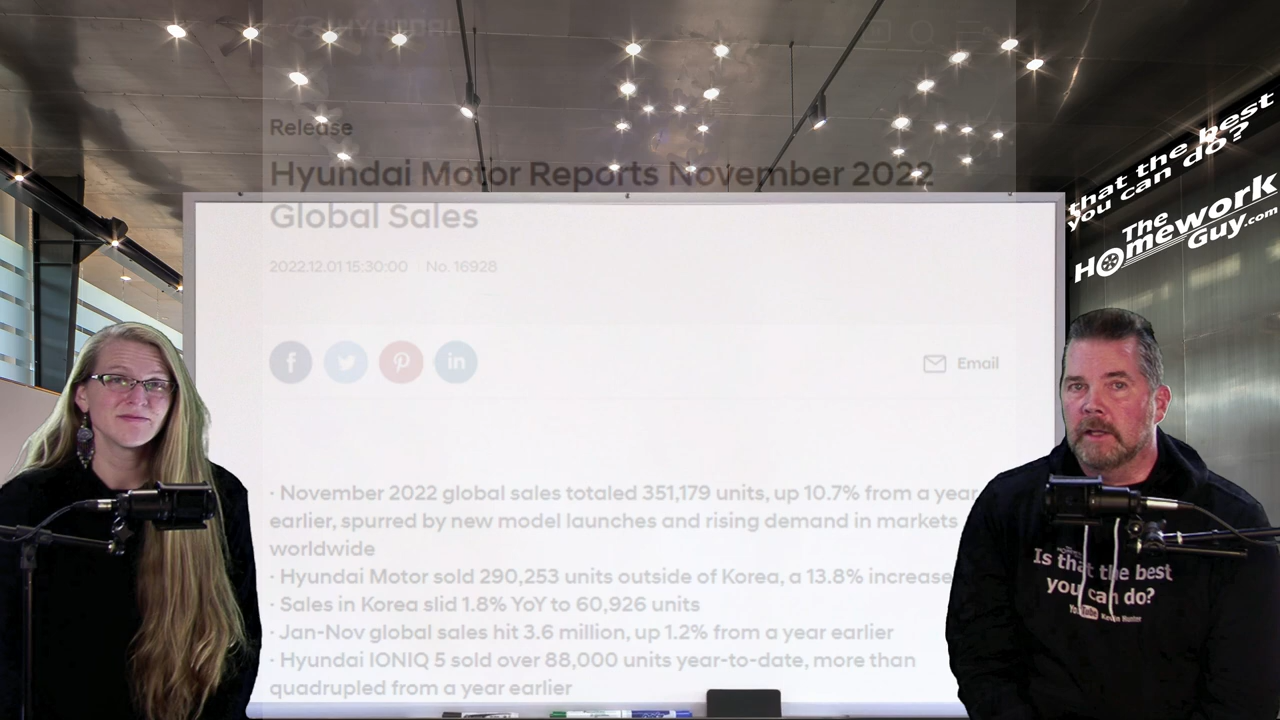 HYUNDAI
Release
Hyundai Motor Reports November 2022
Global Sales
2022.12.01 15:30:00 No. 16928
Email
· November 2022 global sales totaled 351,179 units, up 10.7% from a year
earlier, spurred by new model launches and rising demand in markets
worldwide
· Hyundai Motor sold 290,253 units outside of Korea, a 13.8% increase
· Sales in Korea slid 1.8% YoY to 60,926 units
· Jan-Nov global sales hit 3.6 million, up 1.2% from a year earlier
· Hyundai IONIQ 5 sold over 88,000 units year-to-date, more than
quadrupled from a year earlier
that the best
you can do?
The
Homework
Guy.com
Is that the best
you can do?
YouTube Kevin Hunter